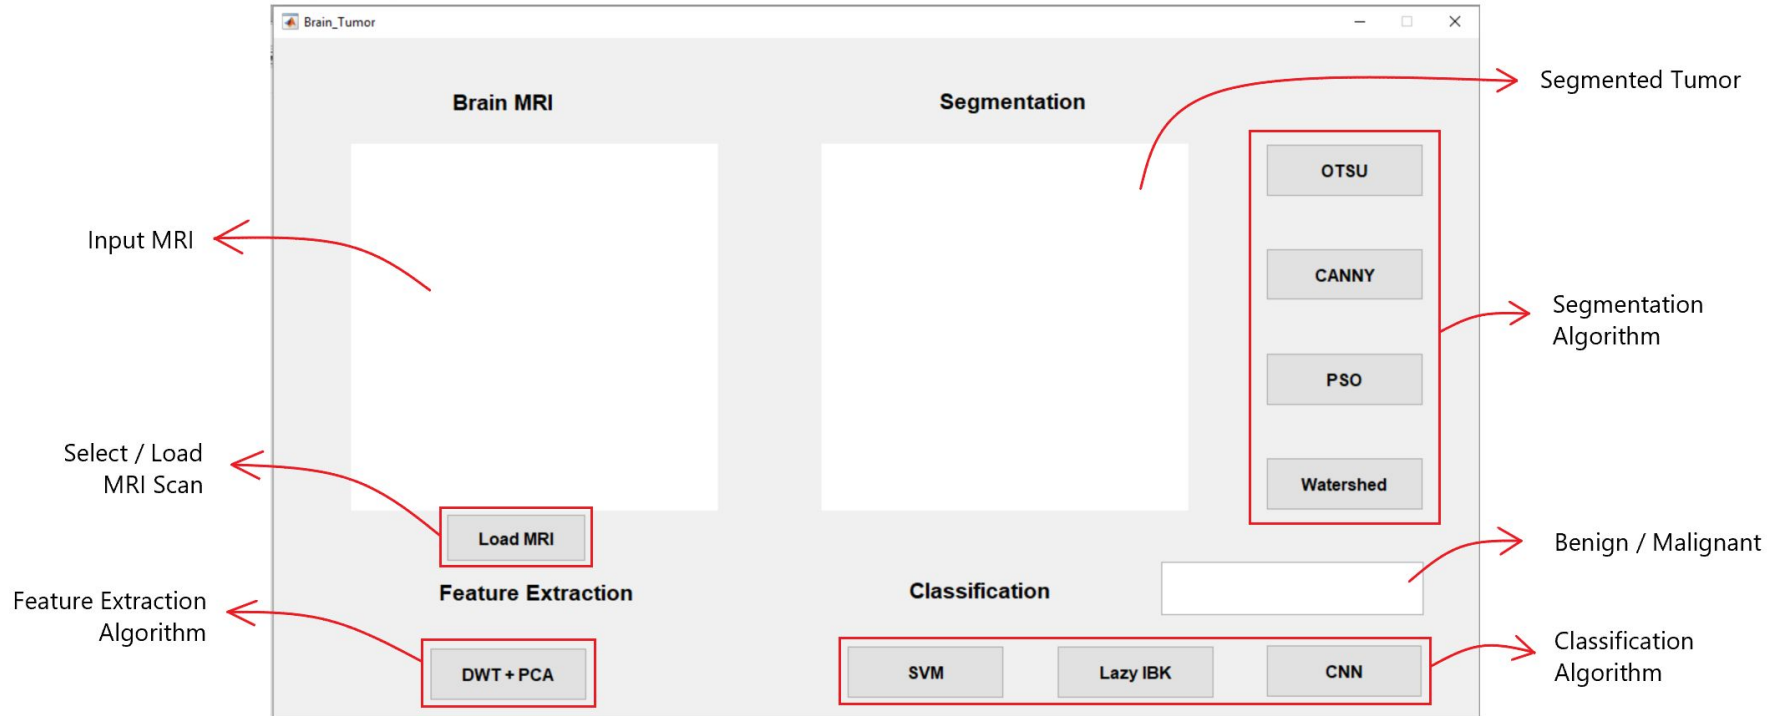 Brain_Tumor
Brain MRI
Segmentation
Segmented Tumor
OTSU
Input MRI
CANNY
Segmentation
Algorithm
PSO
Select / Load
MRI Scan
Watershed
Load MRI
Benign / Malignant
Feature Extraction
Classification
Feature Extraction
Algorithm
DWT + PCA
SVM
Lazy IBK
CNN
Classification
Algorithm